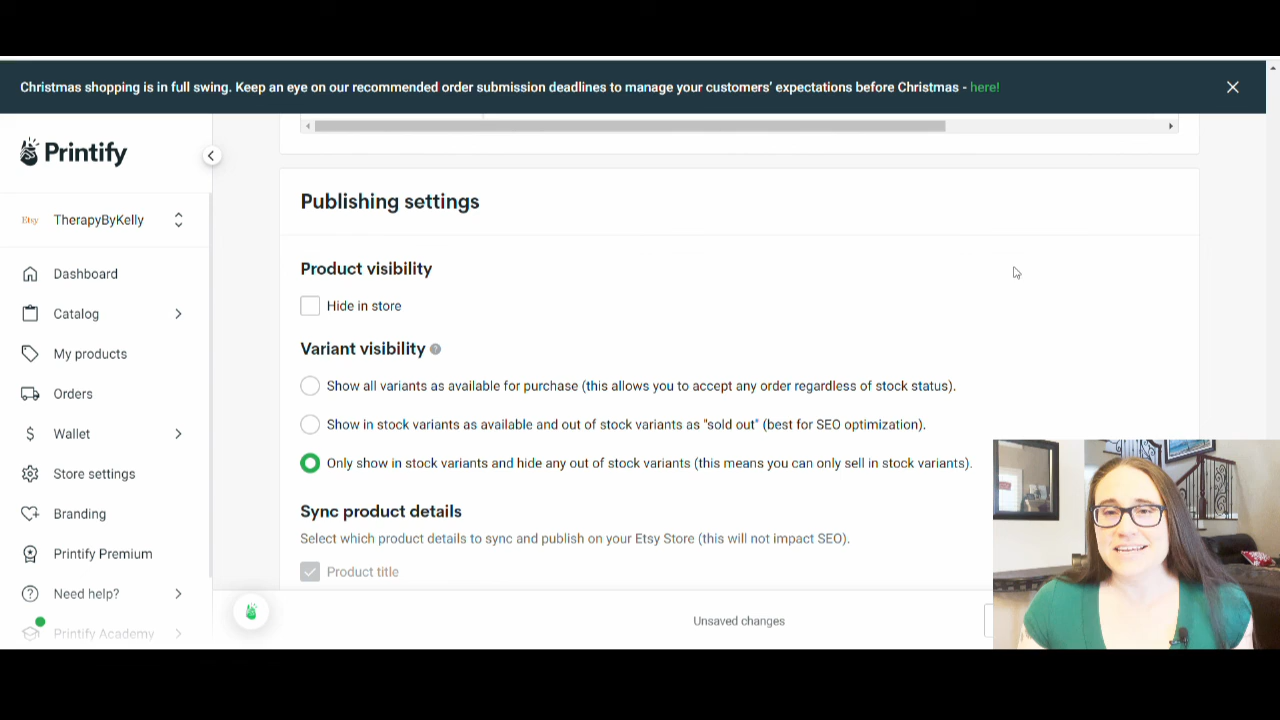 Christmas shopping is in full swing. Keep an eye on our recommended order submission deadlines to manage your customers' expectations before Christmas - here!
Printify
Etsy TherapyByKelly
Dashboard
Catalog
My products
Orders
$ Wallet
Store settings
Branding
Printify Premium
Need help?
Printify Academy
Publishing settings
Product visibility
Hide in store
Variant visibility ?
Show all variants as available for purchase (this allows you to accept any order regardless of stock status).
Show in stock variants as available and out of stock variants as "sold out" (best for SEO optimization).
Only show in stock variants and hide any out of stock variants (this means you can only sell in stock variants).
Sync product details
Select which product details to sync and publish on your Etsy Store (this will not impact SEO).
Product title
Unsaved changes